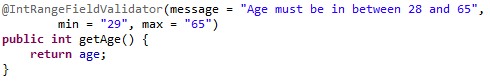 @IntRangeFieldValidator(message = "Age must be in between 28 and 65",
min = "29", max = "65")
public int getAge() {
return age;
}